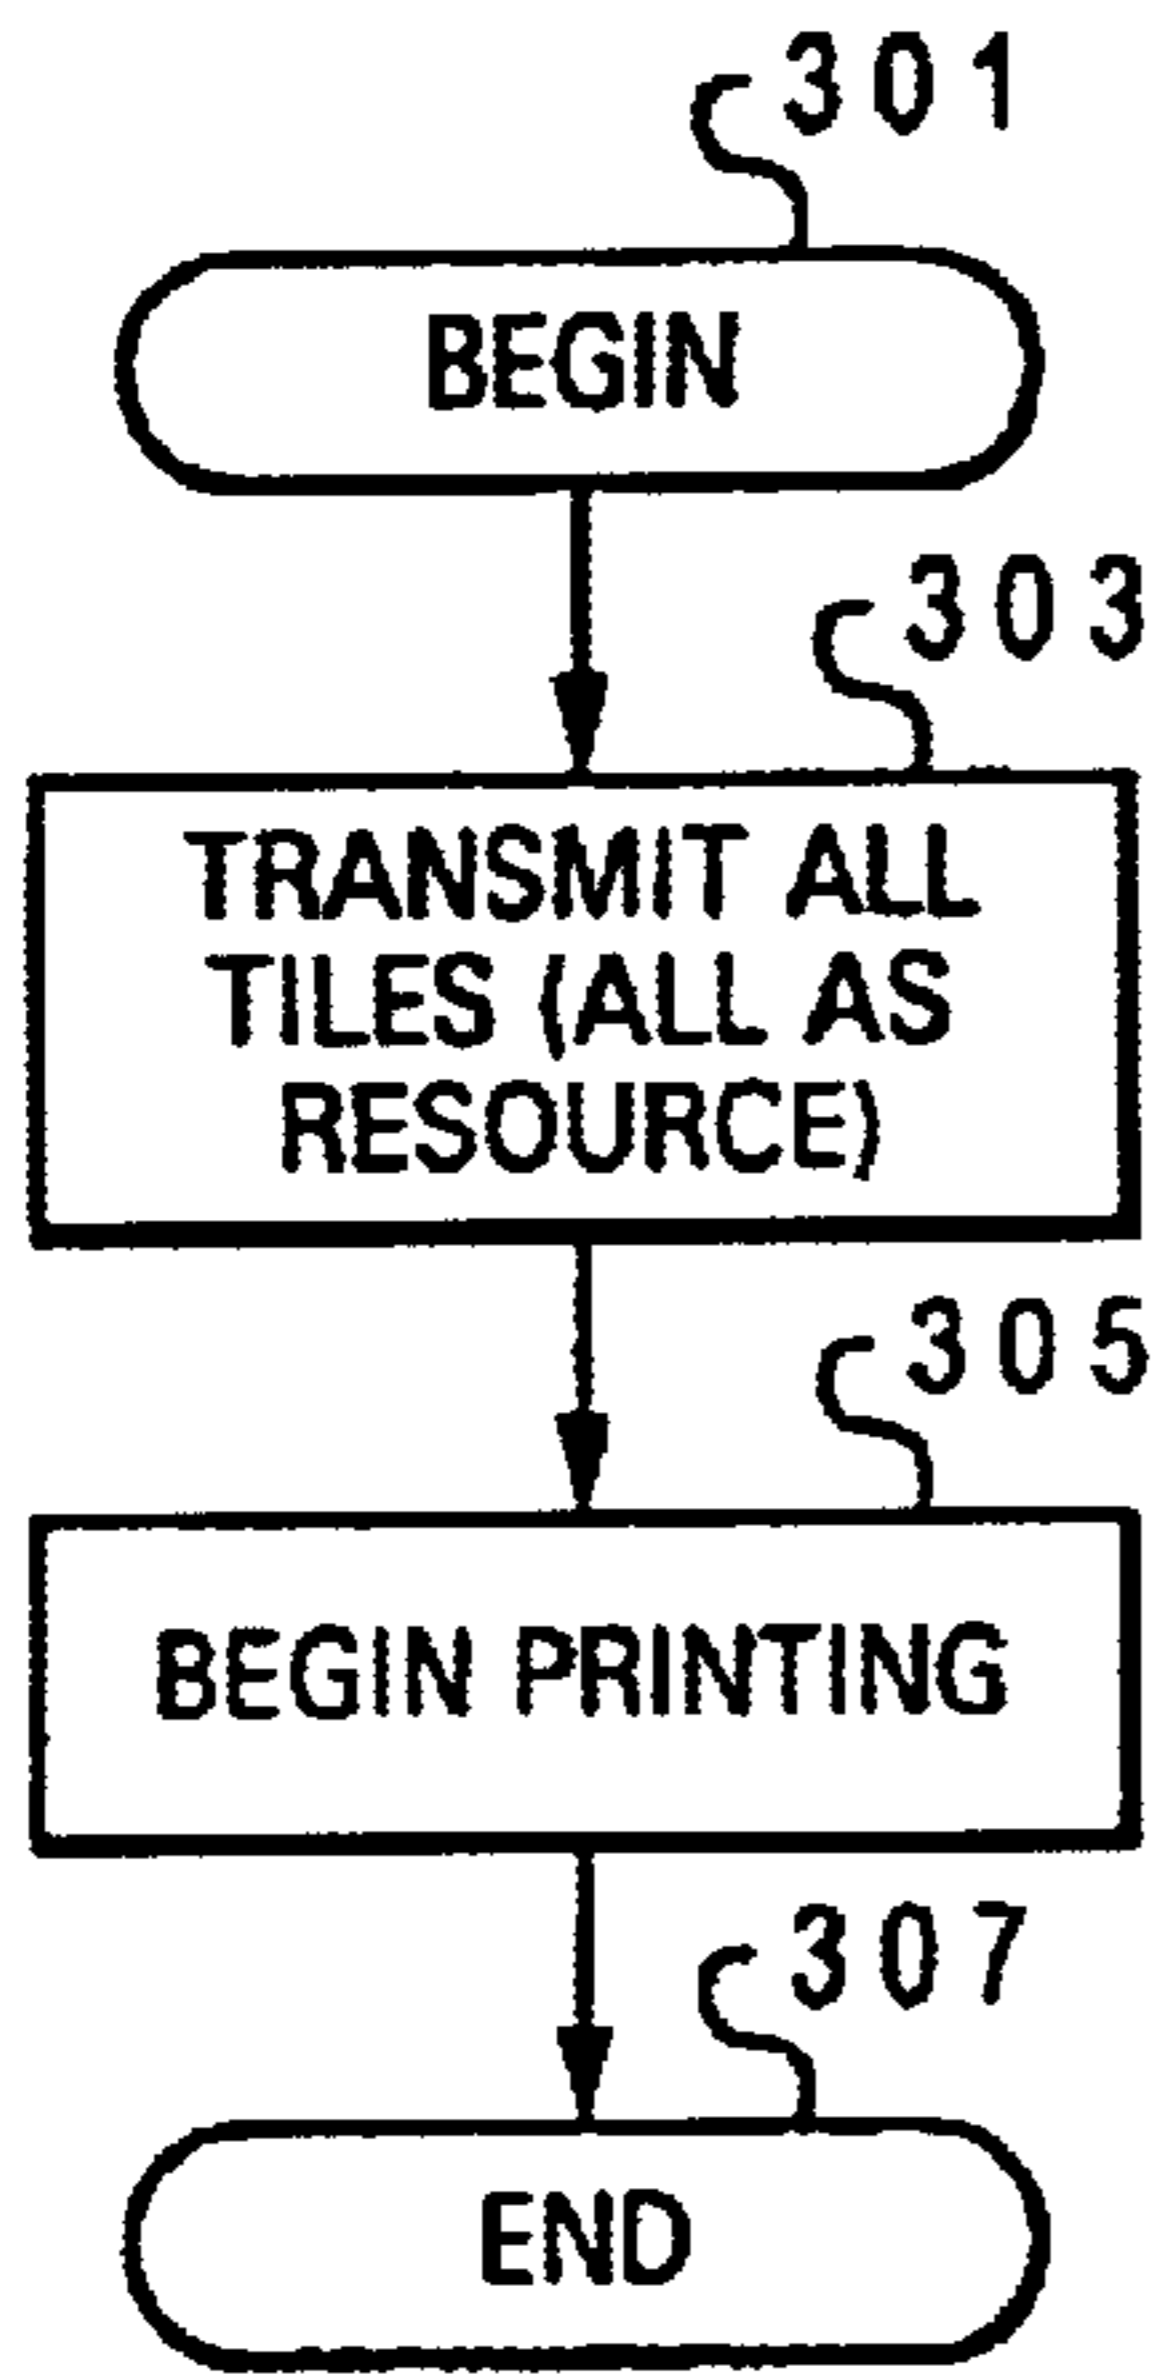 301
BEGIN
303
TRANSMIT ALL
TILES (ALL AS
RESOURCE)
305
BEGIN PRINTING
307
END